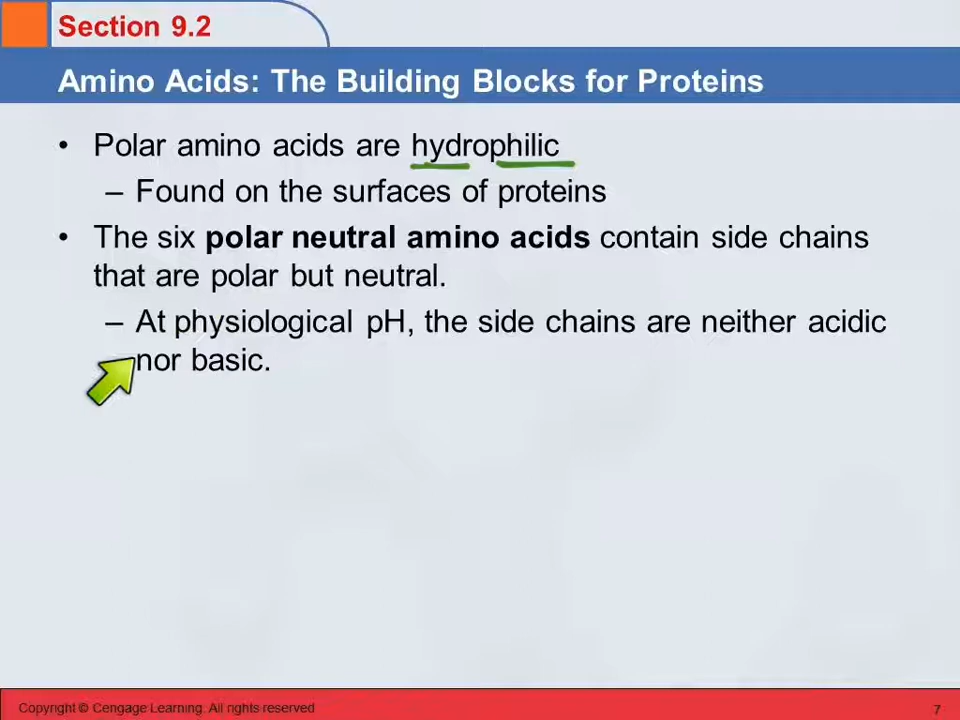 Section 9.2
Amino Acids: The Building Blocks for Proteins
• Polar amino acids are hydrophilic
– Found on the surfaces of proteins
• The six polar neutral amino acids contain side chains
that are polar but neutral.
– At physiological pH, the side chains are neither acidic
nor basic.
Copyright © Cengage Learning. All rights reserved
7